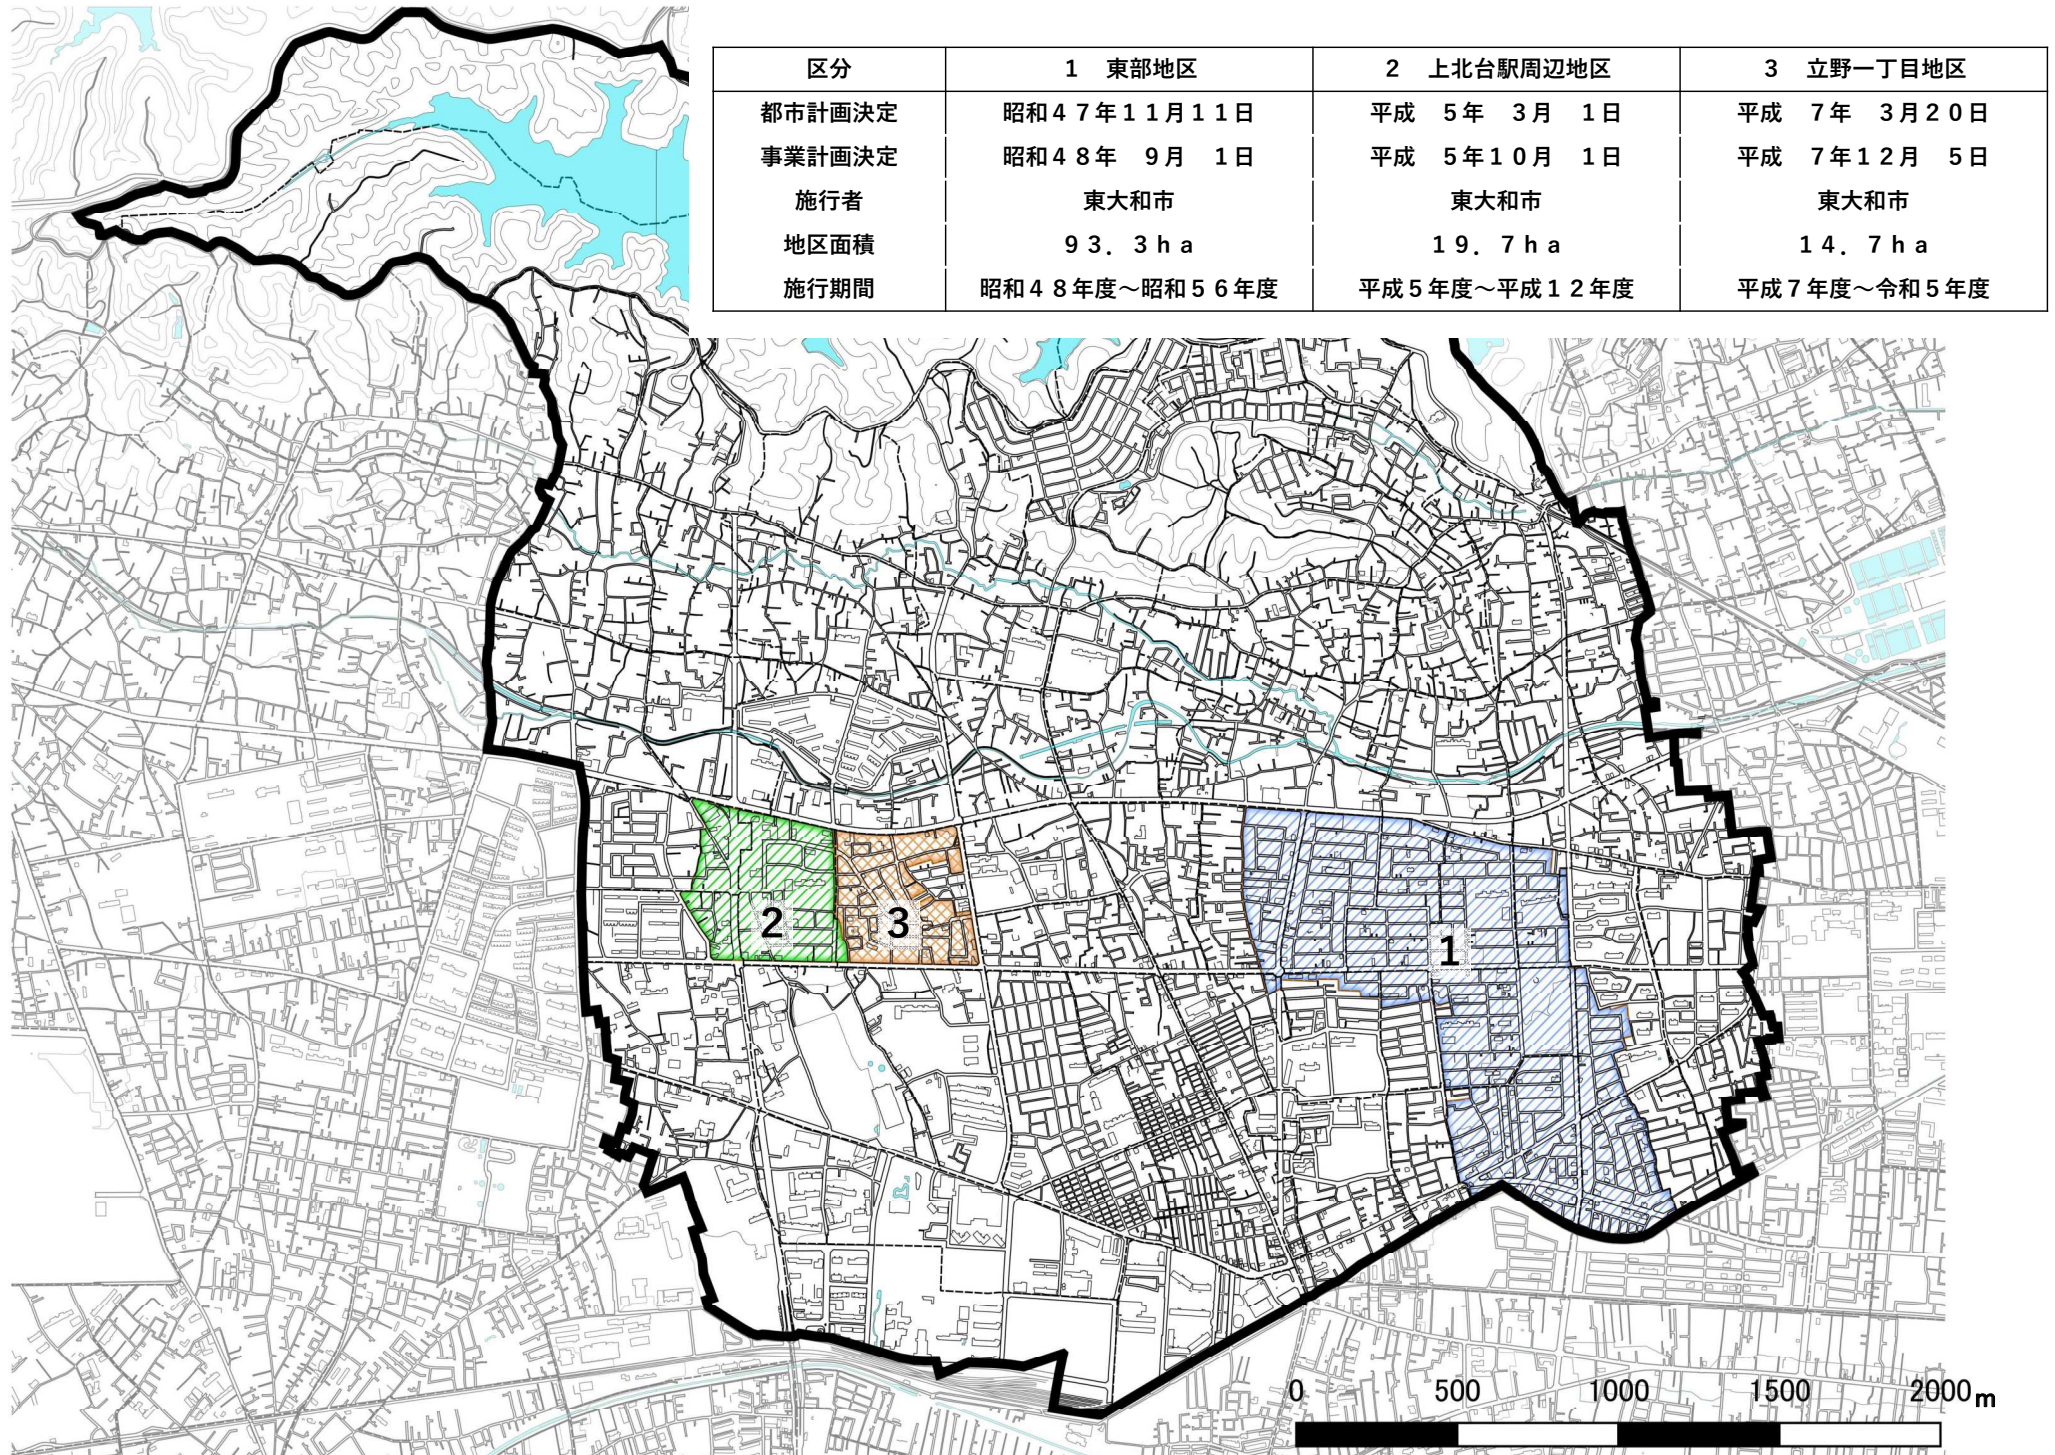 区分 1 東部地区 2 上北台駅周辺地区 3 立野一丁目地区
都市計画決定 昭和47年11月11日 平成 5年 3月 1日 平成 7年 3月20日
事業計画決定 昭和48年 9月 1日 平成 5年10月 1日 平成 7年12月 5日
施行者 東大和市 東大和市 東大和市
地区面積 93.3ha 19.7ha 14.7ha
施行期間 昭和48年度～昭和56年度 平成5年度～平成12年度 平成7年度～令和5年度
2
3
1
0 500 1000 1500 2000 m